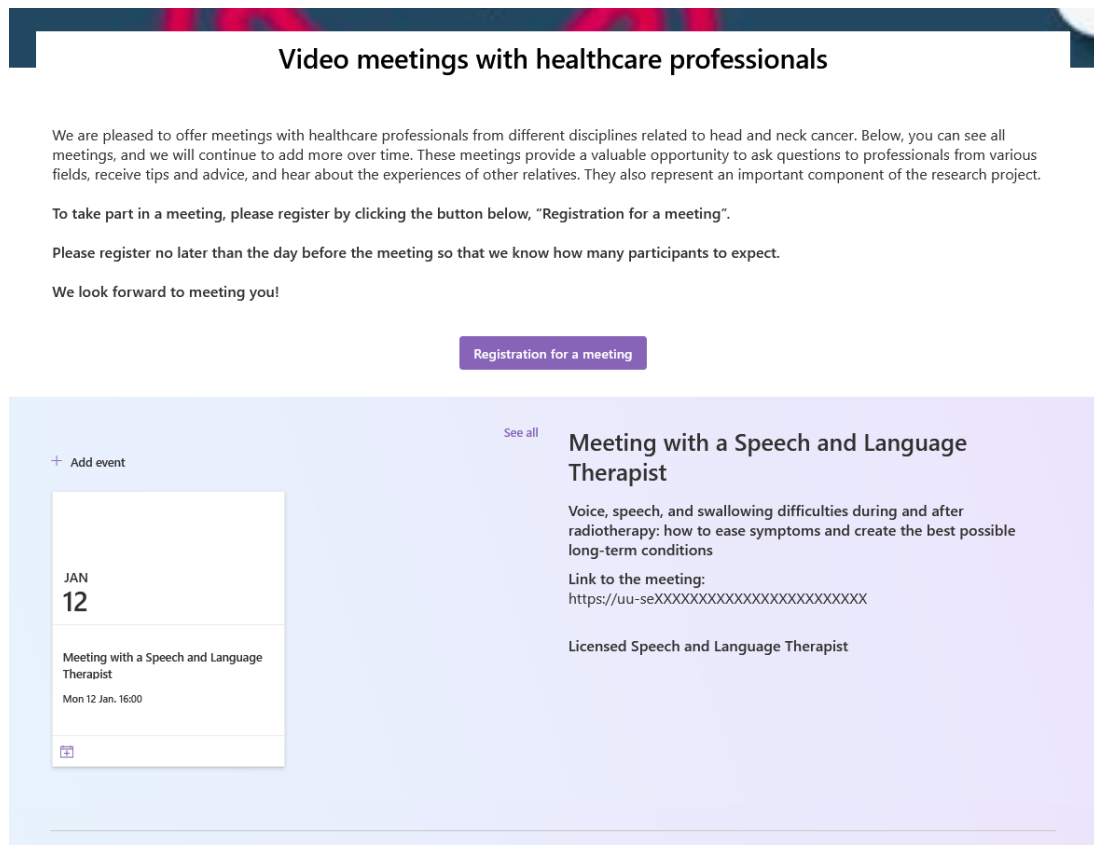 Video meetings with healthcare professionals
We are pleased to offer meetings with healthcare professionals from different disciplines related to head and neck cancer. Below, you can see all
meetings, and we will continue to add more over time. These meetings provide a valuable opportunity to ask questions to professionals from various
fields, receive tips and advice, and hear about the experiences of other relatives. They also represent an important component of the research project.
To take part in a meeting, please register by clicking the button below, “Registration for a meeting”.
Please register no later than the day before the meeting so that we know how many participants to expect.
We look forward to meeting you!
Registration for a meeting
See all
+ Add event
JAN
12
Meeting with a Speech and Language
Therapist
Mon 12 Jan. 16:00
Meeting with a Speech and Language
Therapist
Voice, speech, and swallowing difficulties during and after
radiotherapy: how to ease symptoms and create the best possible
long-term conditions
Link to the meeting:
https://uu-seXXXXXXXXXXXXXXXXXXXXXXXX
Licensed Speech and Language Therapist